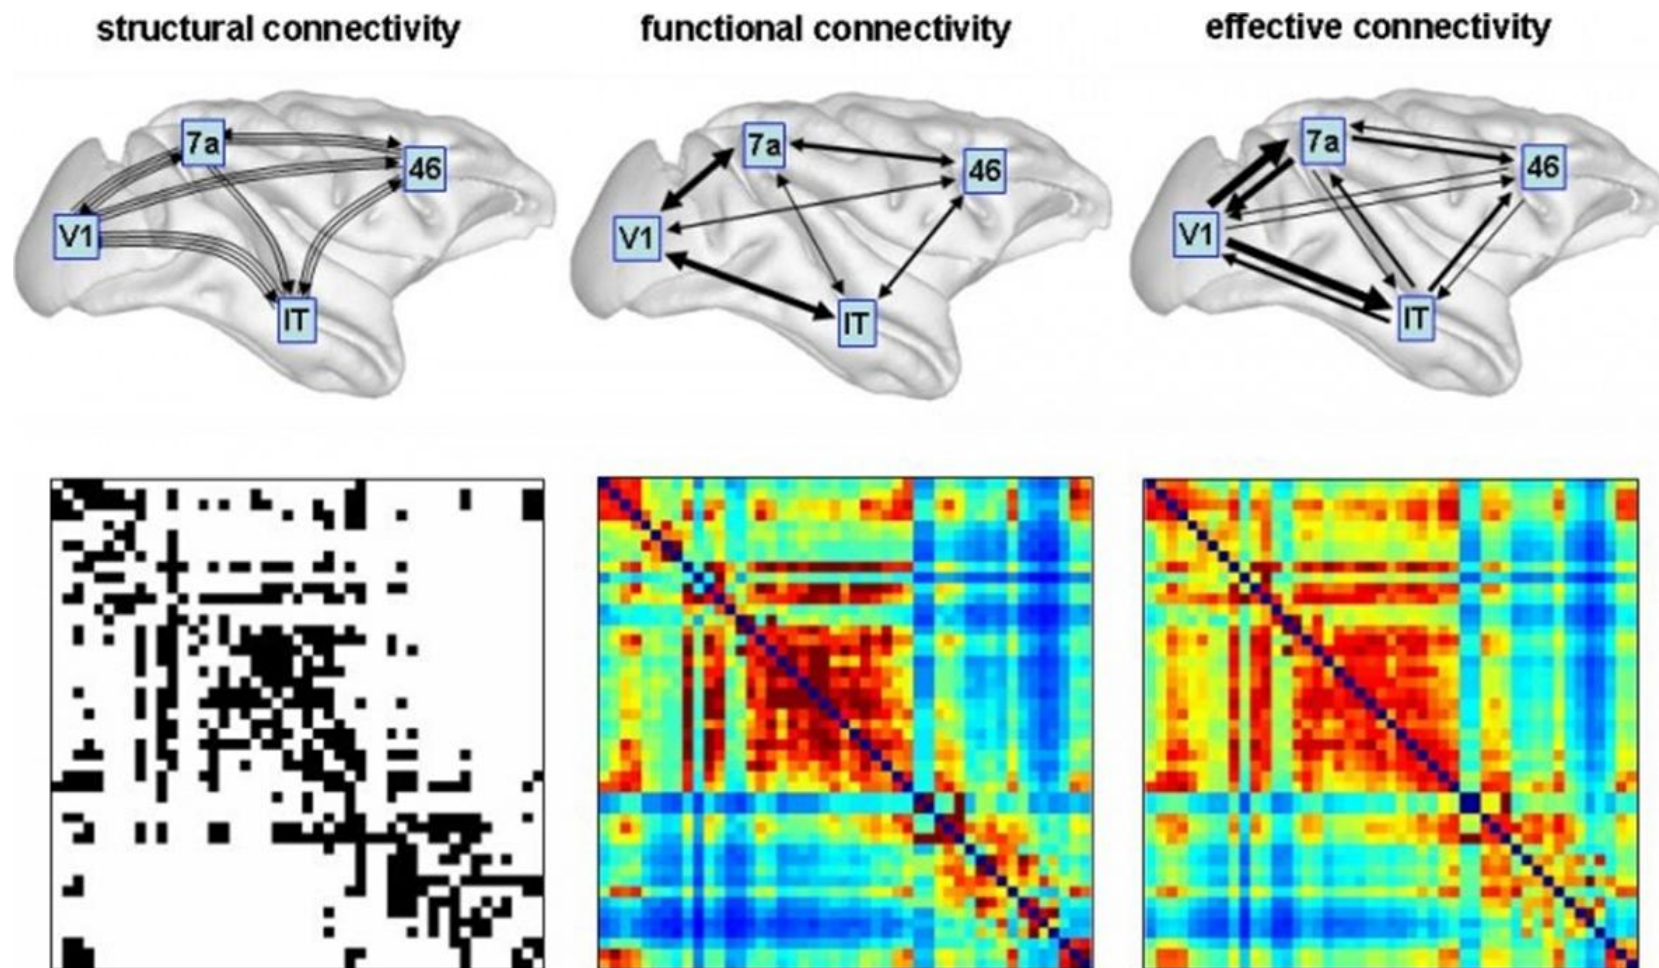 structural connectivity
functional connectivity
effective connectivity
7a
46
V1
IT
7a
46
V1
IT
7a
46
V1
IT